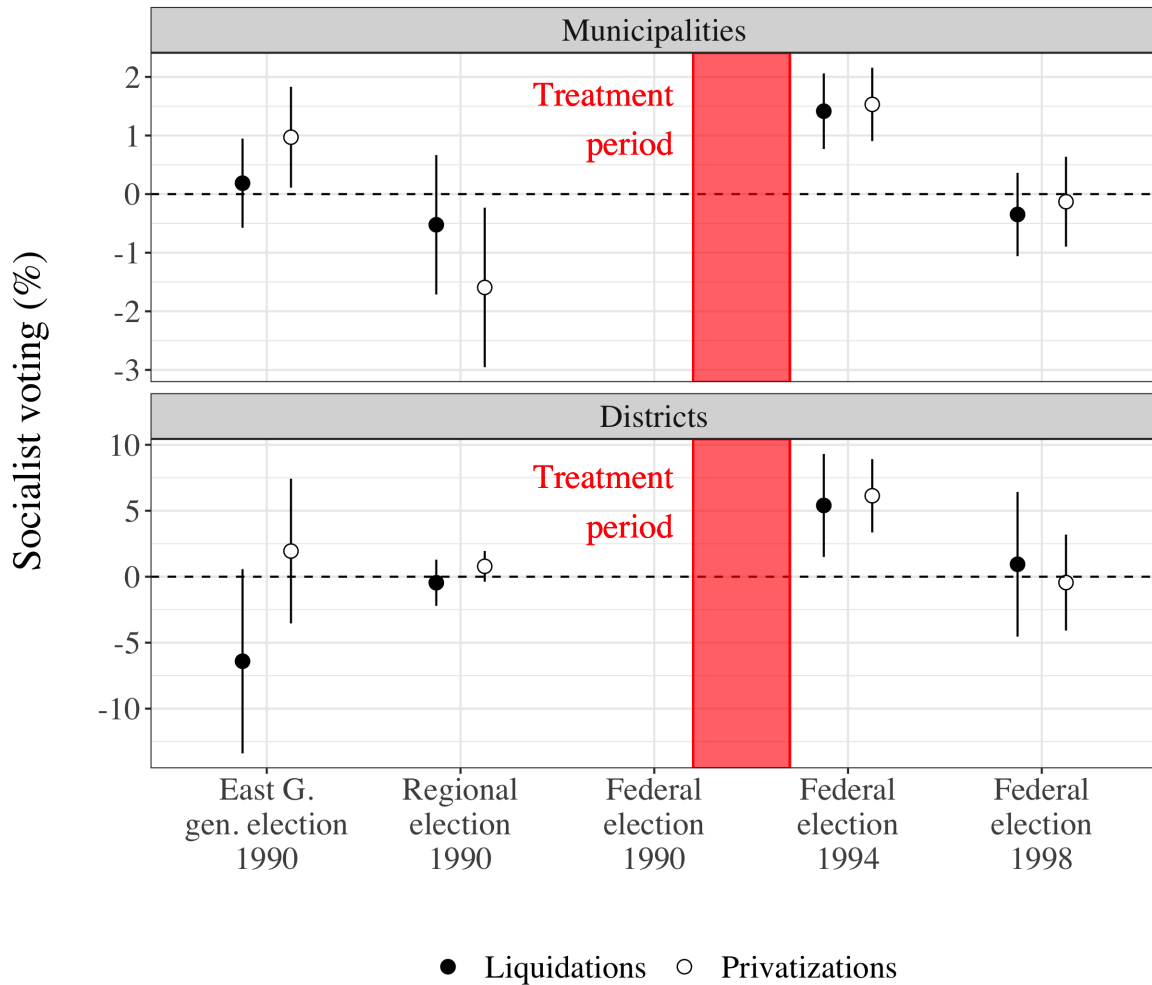 Municipalities
2
1
0
-1
-2
-3
Treatment
period
Socialist voting (%)
Districts
10
5
0
-5
-10
Treatment
period
East G.
gen. election
1990
Regional
election
1990
Federal
election
1990
Federal
election
1994
Federal
election
1998
Liquidations
Privatizations